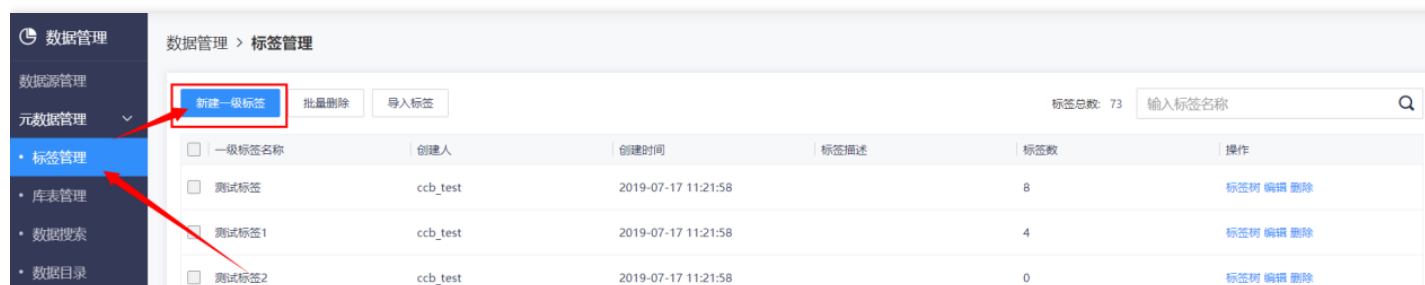 数据管理
数据源管理
元数据管理
• 标签管理
• 库表管理
• 数据搜索
• 数据目录
数据管理 > 标签管理
新建一级标签 批量删除 导入标签 标签总数: 73 输入标签名称
一级标签名称 创建人 创建时间 标签描述 标签数 操作
测试标签 ccb_test 2019-07-17 11:21:58 8 标签树 编辑 删除
测试标签1 ccb_test 2019-07-17 11:21:58 4 标签树 编辑 删除
测试标签2 ccb_test 2019-07-17 11:21:58 0 标签树 编辑 删除